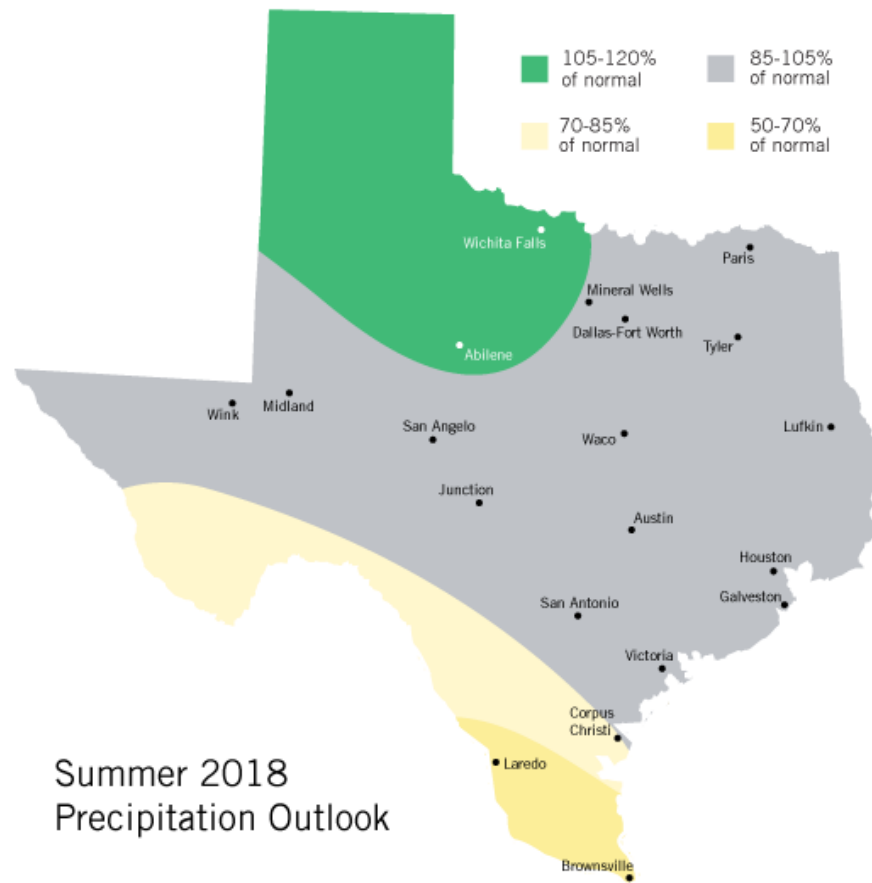 105-120%
of normal
85-105%
of normal
70-85%
of normal
50-70%
of normal
Wichita Falls
Paris
Mineral Wells
Dallas-Fort Worth
Abilene
Tyler
Wink
Midland
San Angelo
Waco
Lufkin
Junction
Austin
Houston
San Antonio
Galveston
Victoria
Corpus
Christi
Laredo
Summer 2018
Precipitation Outlook
Brownsville